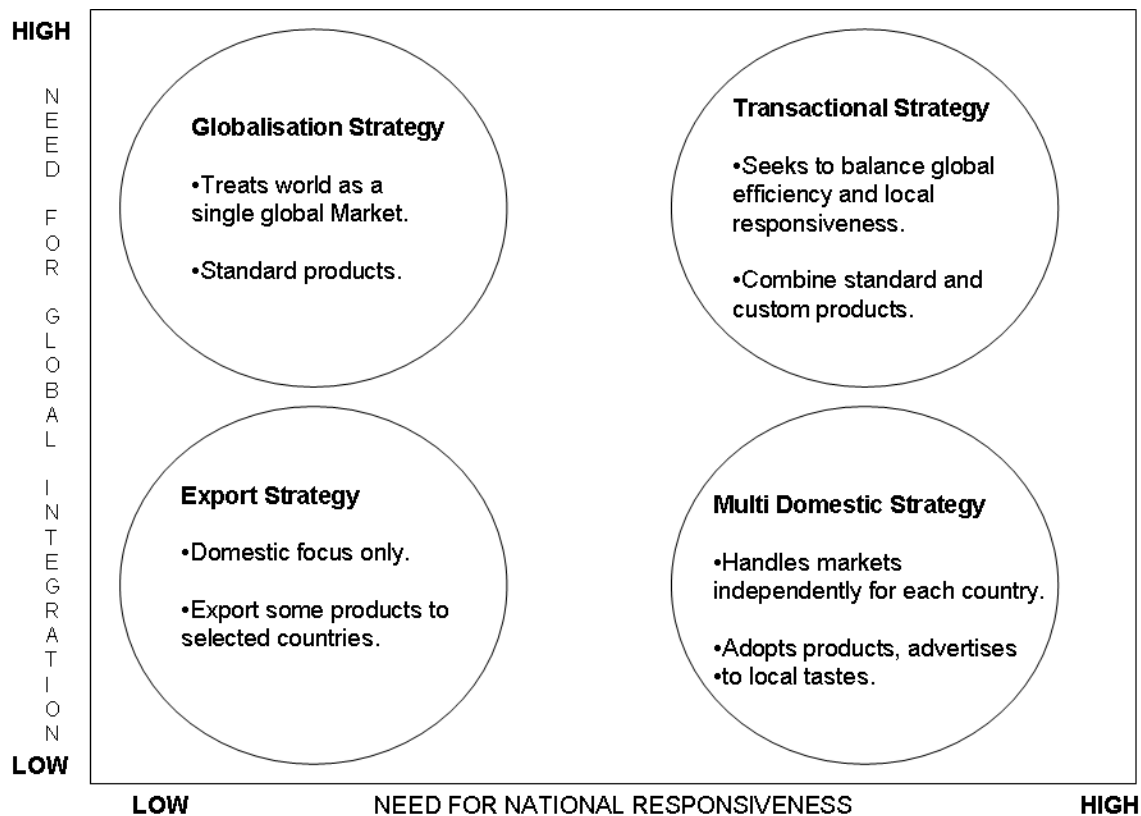 HIGH
NEED FOR GLOBAL INTEGRATION
LOW
Globalisation Strategy
•Treats world as a
single global Market.
•Standard products.
Transactional Strategy
•Seeks to balance global
efficiency and local
responsiveness.
•Combine standard and
custom products.
Export Strategy
•Domestic focus only.
•Export some products to
selected countries.
Multi Domestic Strategy
•Handles markets
independently for each country.
•Adopts products, advertises
•to local tastes.
LOW NEED FOR NATIONAL RESPONSIVENESS HIGH